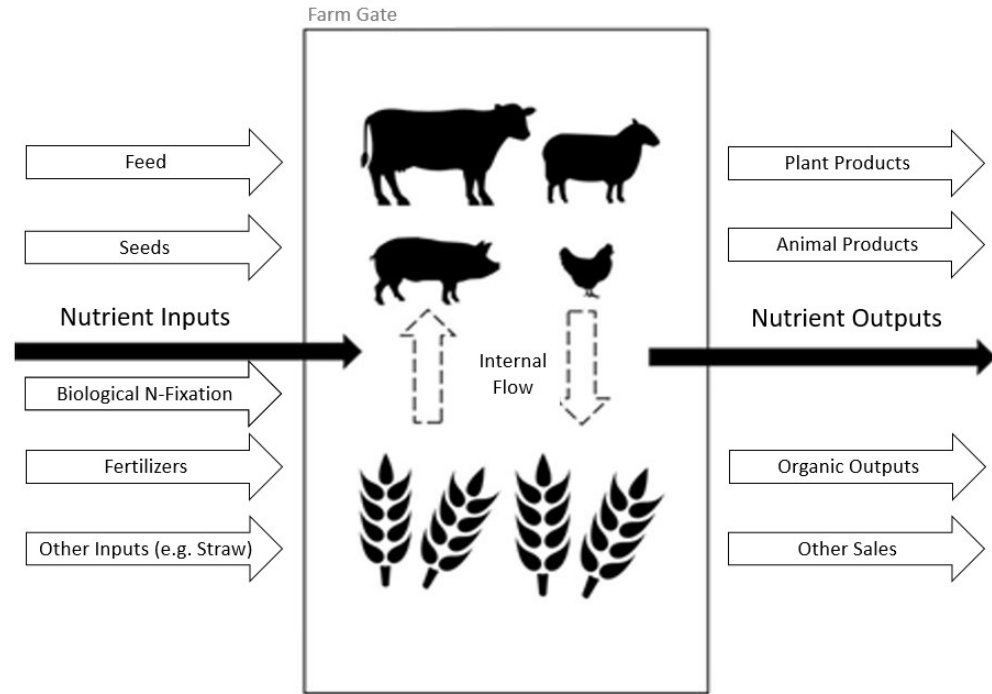 Farm Gate
Feed
Seeds
Nutrient Inputs
Biological N-Fixation
Fertilizers
Other Inputs (e.g. Straw)
Internal
Flow
Plant Products
Animal Products
Nutrient Outputs
Organic Outputs
Other Sales